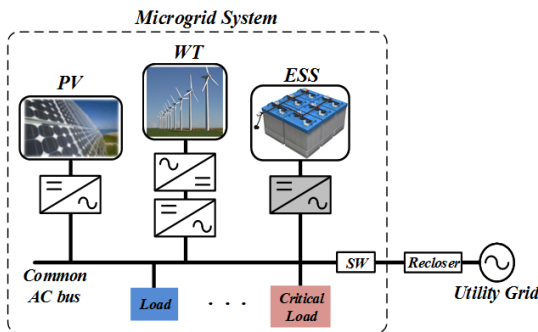 Microgrid System
PV
WT
ESS
Common
AC bus
Load
. . .
Critical
Load
SW
Recloser
Utility Grid